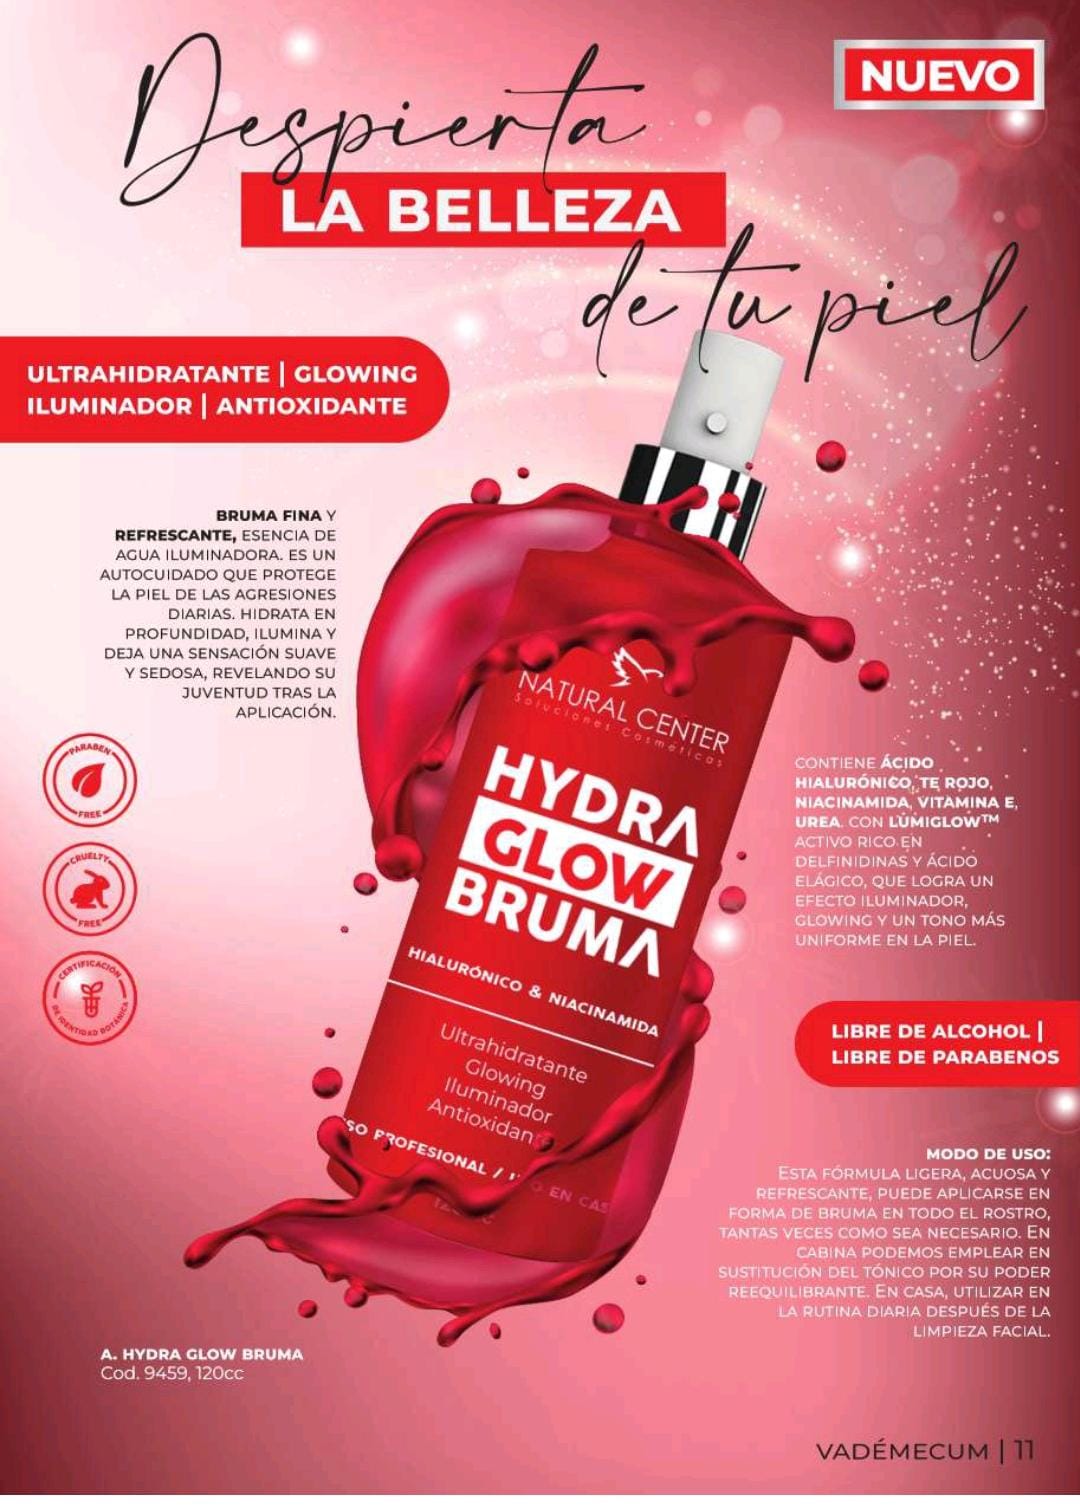 Despierta
LA BELLEZA
de tu piel
NUEVO
ULTRAHIDRATANTE | GLOWING
ILUMINADOR | ANTIOXIDANTE
BRUMA FINA Y
REFRESCANTE, ESENCIA DE
AGUA ILUMINADORA. ES UN
AUTOCUIDADO QUE PROTEGE
LA PIEL DE LAS AGRESIONES
DIARIAS. HIDRATA EN
PROFUNDIDAD, ILUMINA Y
DEJA UNA SENSACIÓN SUAVE
Y SEDOSA, REVELANDO SU
JUVENTUD TRAS LA
APLICACIÓN.
PARABEN
FREE
CRUELTY
FREE
CERTIFICACIÓN
DE IDENTIDAD BOTÁNICA
NATURAL CENTER
Soluciones Cosméticas
HYDRA
GLOW
BRUMA
HIALURÓNICO & NIACINAMIDA
Ultrahidratante
Glowing
Iluminador
Antioxidante
USO PROFESIONAL / USO EN CASA
CONTIENE ÁCIDO
HIALURÓNICO, TE ROJO,
NIACINAMIDA, VITAMINA E,
UREA. CON LUMIGLOW™
ACTIVO RICO EN
DELFINIDINAS Y ÁCIDO
ELÁGICO, QUE LOGRA UN
EFECTO ILUMINADOR,
GLOWING Y UN TONO MÁS
UNIFORME EN LA PIEL.
LIBRE DE ALCOHOL |
LIBRE DE PARABENOS
MODO DE USO:
ESTA FÓRMULA LIGERA, ACUOSA Y
REFRESCANTE, PUEDE APLICARSE EN
FORMA DE BRUMA EN TODO EL ROSTRO,
TANTAS VECES COMO SEA NECESARIO. EN
CABINA PODEMOS EMPLEAR EN
SUSTITUCIÓN DEL TÓNICO POR SU PODER
REEQUILIBRANTE. EN CASA, UTILIZAR EN
LA RUTINA DIARIA DESPUÉS DE LA
LIMPIEZA FACIAL.
A. HYDRA GLOW BRUMA
Cod. 9459, 120cc
VADÉMECUM | 11